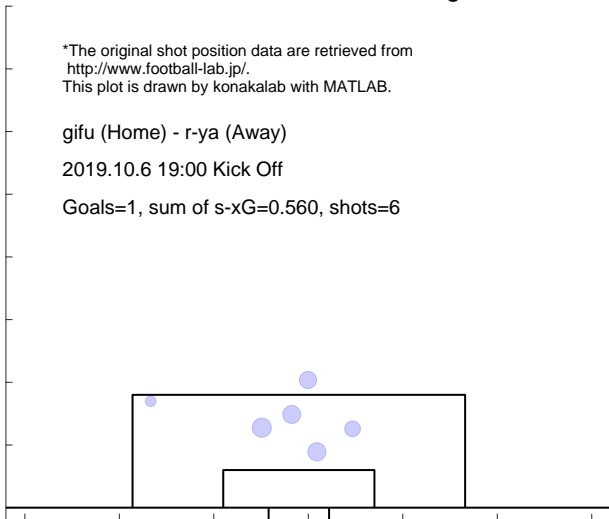 *The original shot position data are retrieved from
http://www.football-lab.jp/.
This plot is drawn by konakalab with MATLAB.
gifu (Home) - r-ya (Away)
2019.10.6 19:00 Kick Off
Goals=1, sum of s-xG=0.560, shots=6